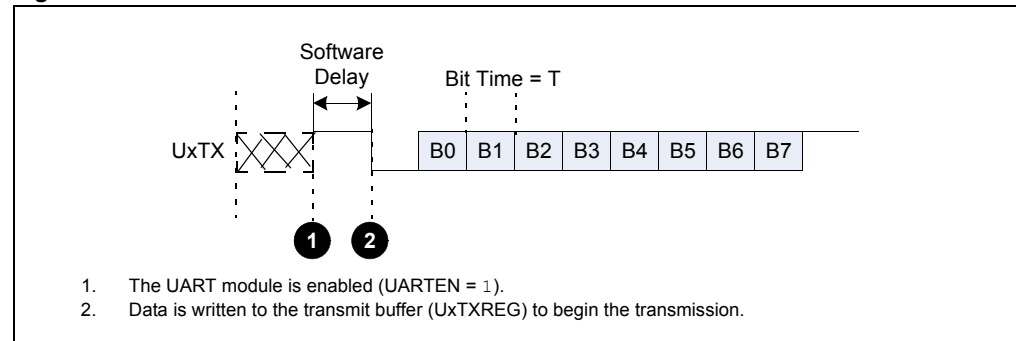 Software
Delay
Bit Time = T
UxTX
B0 B1 B2 B3 B4 B5 B6 B7
1 2
1. The UART module is enabled (UARTEN = 1).
2. Data is written to the transmit buffer (UxTXREG) to begin the transmission.